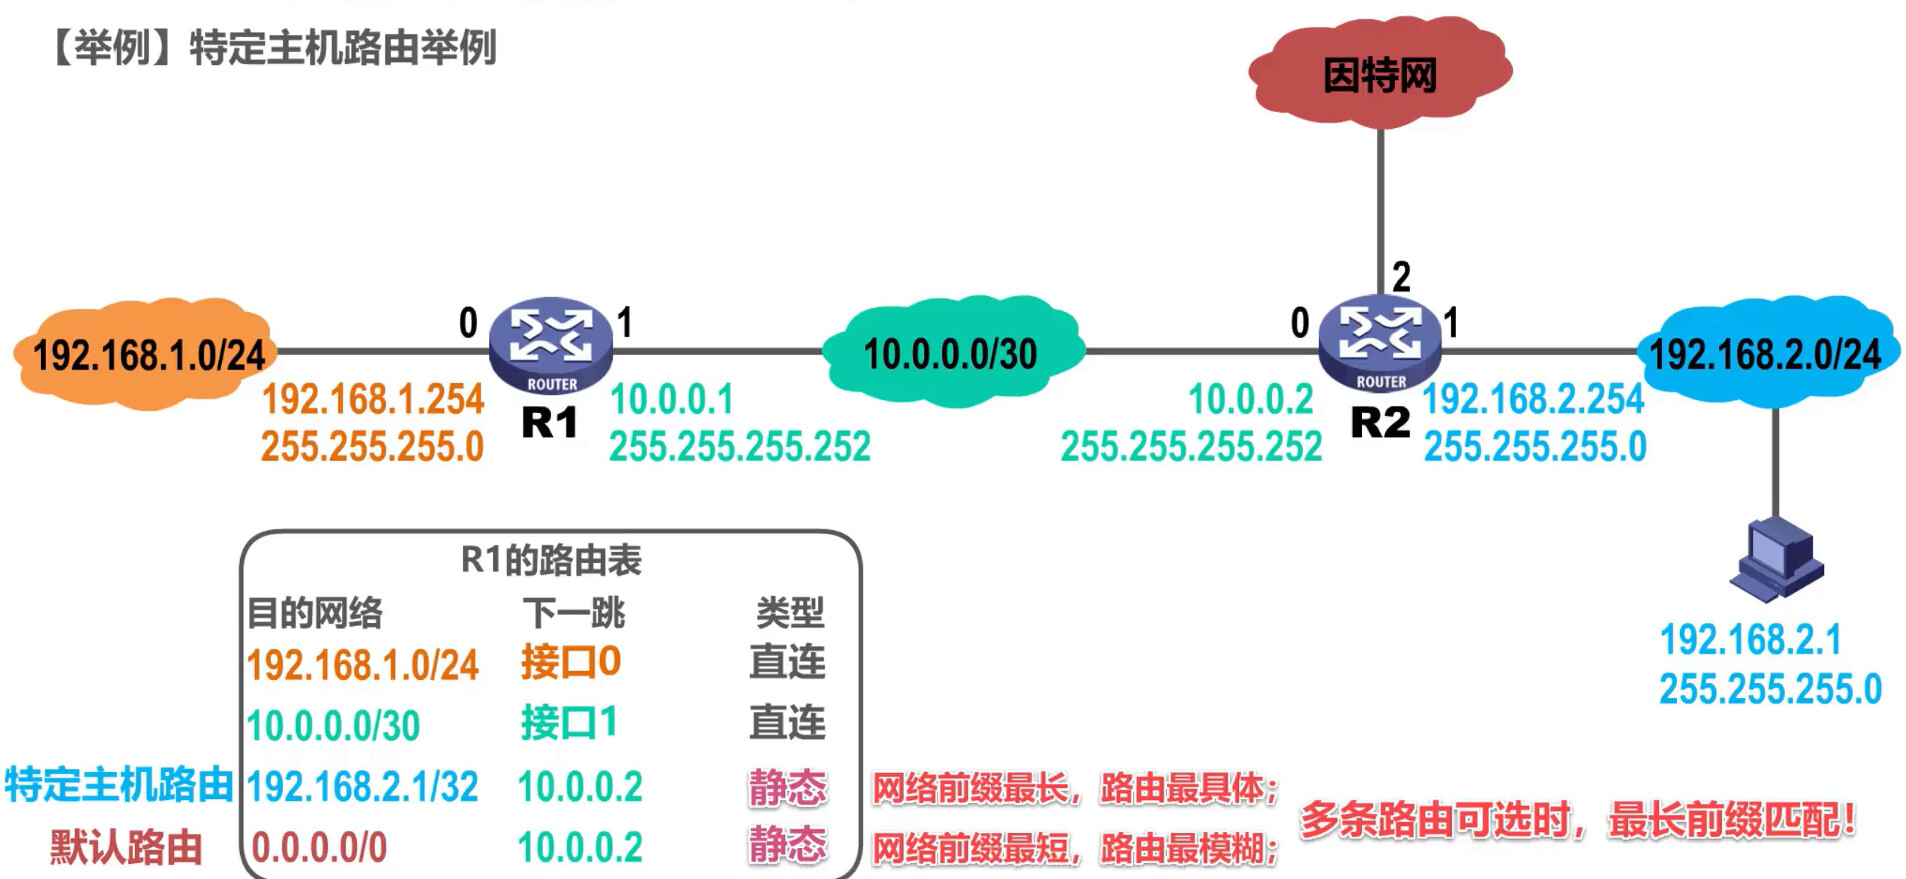 【举例】特定主机路由举例
因特网
2
0
1
0
1
192.168.1.0/24
10.0.0.0/30
192.168.2.0/24
ROUTER
ROUTER
192.168.1.254
255.255.255.0
R1
10.0.0.1
255.255.255.252
10.0.0.2
255.255.255.252
R2
192.168.2.254
255.255.255.0
192.168.2.1
255.255.255.0
R1的路由表
目的网络 下一跳 类型
192.168.1.0/24 接口0 直连
10.0.0.0/30 接口1 直连
特定主机路由 192.168.2.1/32 10.0.0.2 静态 网络前缀最长，路由最具体；
默认路由 0.0.0.0/0 10.0.0.2 静态 网络前缀最短，路由最模糊；
多条路由可选时，最长前缀匹配！